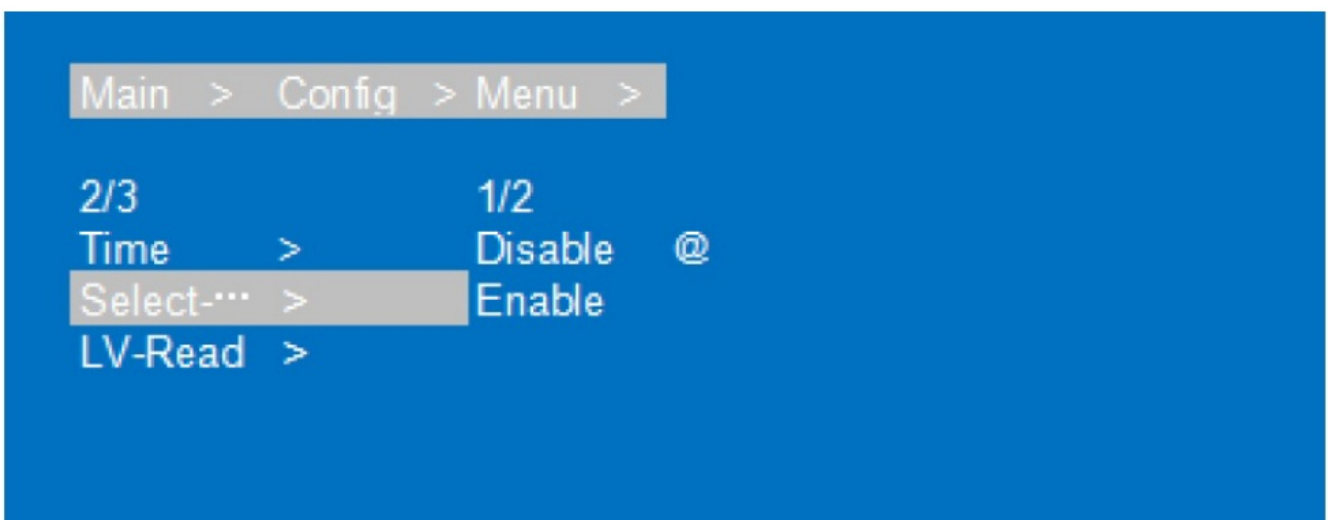 Main > Config > Menu >
2/3 1/2
Time > Disable @
Select-··· > Enable
LV-Read >